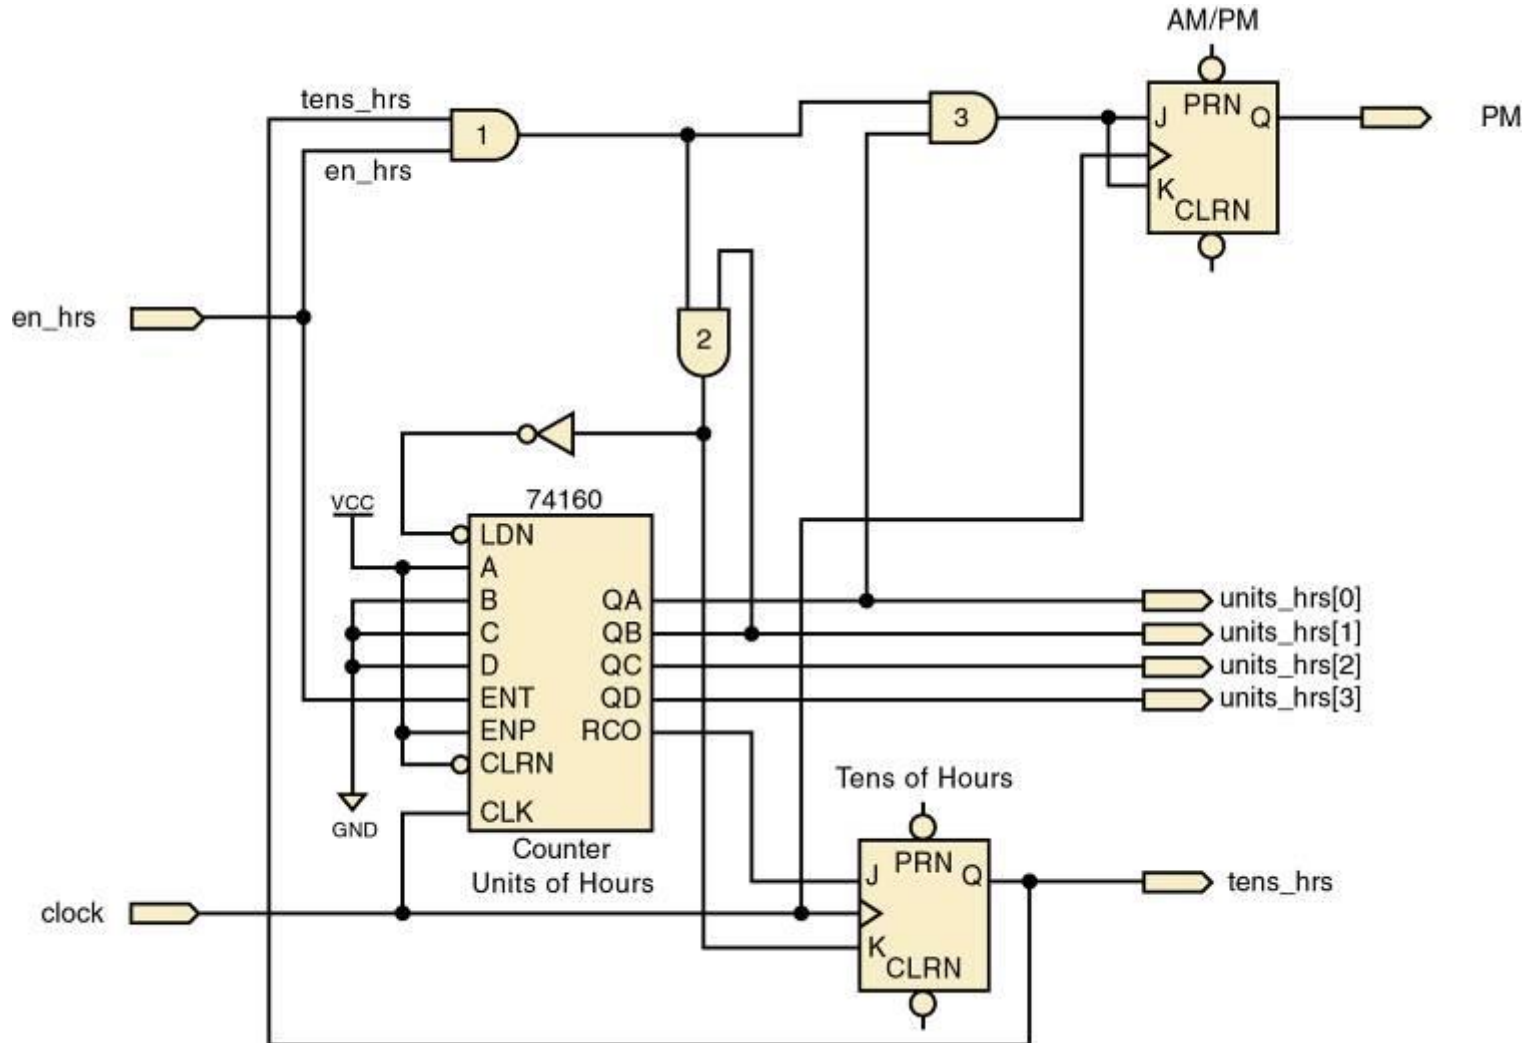 AM/PM
tens_hrs
1
en_hrs
3
J
PRN
Q
K
CLRN
PM
en_hrs
2
VCC
74160
LDN
A
B
C
D
ENT
ENP
CLRN
CLK
QA
QB
QC
QD
RCO
units_hrs[0]
units_hrs[1]
units_hrs[2]
units_hrs[3]
GND
Counter
Units of Hours
Tens of Hours
J
PRN
Q
K
CLRN
tens_hrs
clock